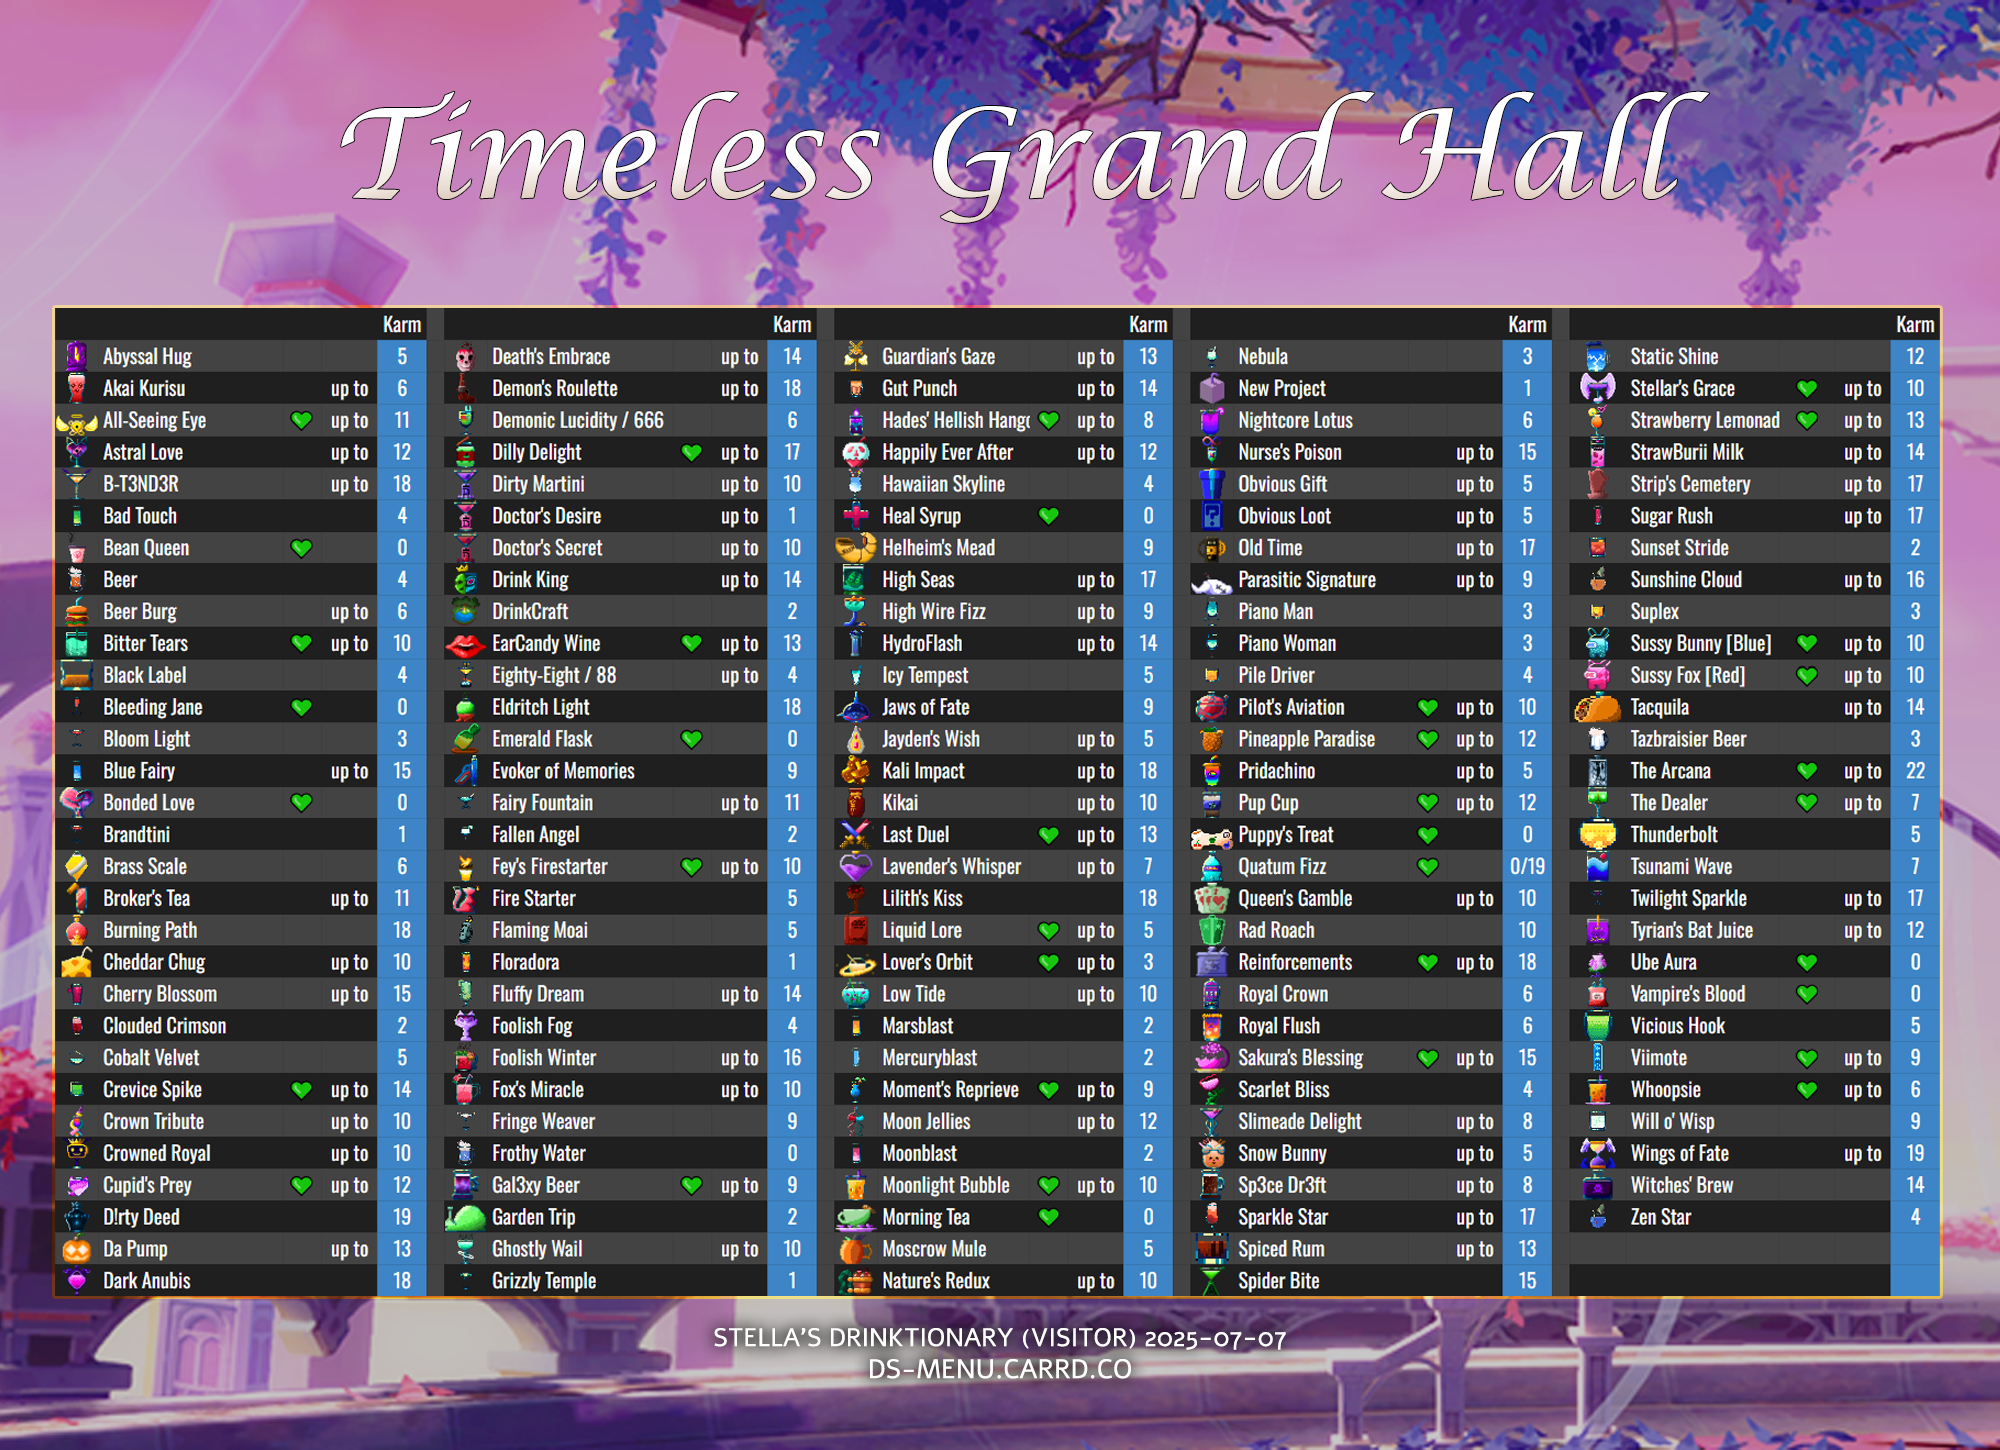 Timeless Grand Hall
Karm
Abyssal Hug 5
Akai Kurisu up to 6
All-Seeing Eye up to 11
Astral Love up to 12
B-T3ND3R up to 18
Bad Touch 4
Bean Queen 0
Beer 4
Beer Burg up to 6
Bitter Tears up to 10
Black Label 4
Bleeding Jane 0
Bloom Light 3
Blue Fairy up to 15
Bonded Love 0
Brandtini 1
Brass Scale 6
Broker's Tea up to 11
Burning Path 18
Cheddar Chug up to 10
Cherry Blossom up to 15
Clouded Crimson 2
Cobalt Velvet 5
Crevice Spike up to 14
Crown Tribute up to 10
Crowned Royal up to 10
Cupid's Prey up to 12
D!rty Deed 19
Da Pump up to 13
Dark Anubis 18
Karm
Death's Embrace up to 14
Demon's Roulette up to 18
Demonic Lucidity / 666 6
Dilly Delight up to 17
Dirty Martini up to 10
Doctor's Desire up to 1
Doctor's Secret up to 10
Drink King up to 14
DrinkCraft 2
EarCandy Wine up to 13
Eighty-Eight / 88 up to 4
Eldritch Light 18
Emerald Flask 0
Evoker of Memories 9
Fairy Fountain up to 11
Fallen Angel 2
Fey's Firestarter up to 10
Fire Starter 5
Flaming Moai 5
Floradora 1
Fluffy Dream up to 14
Foolish Fog 4
Foolish Winter up to 16
Fox's Miracle up to 10
Fringe Weaver 9
Frothy Water 0
Gal3xy Beer up to 9
Garden Trip 2
Ghostly Wail up to 10
Grizzly Temple 1
Karm
Guardian's Gaze up to 13
Gut Punch up to 14
Hades' Hellish Hang up to 8
Happily Ever After up to 12
Hawaiian Skyline 4
Heal Syrup 0
Helheim's Mead 9
High Seas up to 17
High Wire Fizz up to 9
HydroFlash up to 14
Icy Tempest 5
Jaws of Fate 9
Jayden's Wish up to 5
Kali Impact up to 18
Kikai up to 10
Last Duel up to 13
Lavender's Whisper up to 7
Lilith's Kiss 18
Liquid Lore up to 5
Lover's Orbit up to 3
Low Tide up to 10
Marsblast 2
Mercuryblast 2
Moment's Reprieve up to 9
Moon Jellies up to 12
Moonblast 2
Moonlight Bubble up to 10
Morning Tea 0
Moscrow Mule 5
Nature's Redux up to 10
Karm
Nebula 3
New Project 1
Nightcore Lotus 6
Nurse's Poison up to 15
Obvious Gift up to 5
Obvious Loot up to 5
Old Time up to 17
Parasitic Signature up to 9
Piano Man 3
Piano Woman 3
Pile Driver 4
Pilot's Aviation up to 10
Pineapple Paradise up to 12
Pridachino up to 5
Pup Cup up to 12
Puppy's Treat 0
Quatum Fizz 0/19
Queen's Gamble up to 10
Rad Roach 10
Reinforcements up to 18
Royal Crown 6
Royal Flush 6
Sakura's Blessing up to 15
Scarlet Bliss 4
Slimeade Delight up to 8
Snow Bunny up to 5
Sp3ce Dr3ft up to 8
Sparkle Star up to 17
Spiced Rum up to 13
Spider Bite 15
Karm
Static Shine 12
Stellar's Grace up to 10
Strawberry Lemonad up to 13
StrawBurii Milk up to 14
Strip's Cemetery up to 17
Sugar Rush up to 17
Sunset Stride 2
Sunshine Cloud up to 16
Suplex 3
Sussy Bunny [Blue] up to 10
Sussy Fox [Red] up to 10
Tacquila up to 14
Tazbraisier Beer 3
The Arcana up to 22
The Dealer up to 7
Thunderbolt 5
Tsunami Wave 7
Twilight Sparkle up to 17
Tyrian's Bat Juice up to 12
Ube Aura 0
Vampire's Blood 0
Vicious Hook 5
Viimote up to 9
Whoopsie up to 6
Will o' Wisp 9
Wings of Fate up to 19
Witches' Brew 14
Zen Star 4
STELLA'S DRINKTIONARY (VISITOR) 2025-07-07
DS-MENU.CARRD.CO